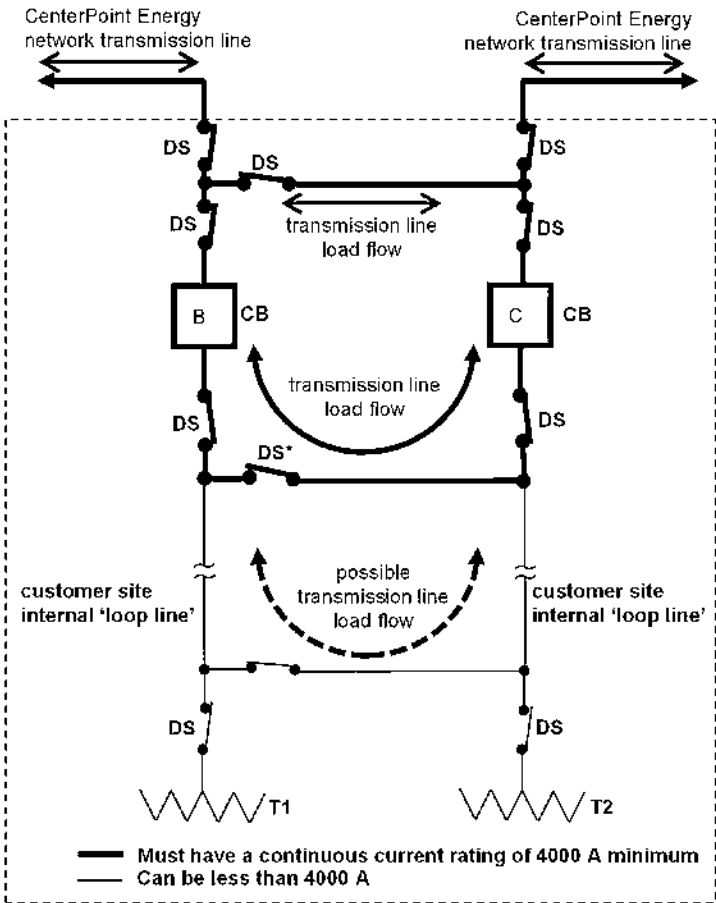 CenterPoint Energy
network transmission line
CenterPoint Energy
network transmission line
DS
DS
DS
DS
transmission line
load flow
DS
B
CB
C
CB
transmission line
load flow
DS
DS
DS*
possible
transmission line
load flow
customer site
internal ‘loop line’
customer site
internal ‘loop line’
DS
DS
T1
T2
Must have a continuous current rating of 4000 A minimum
Can be less than 4000 A